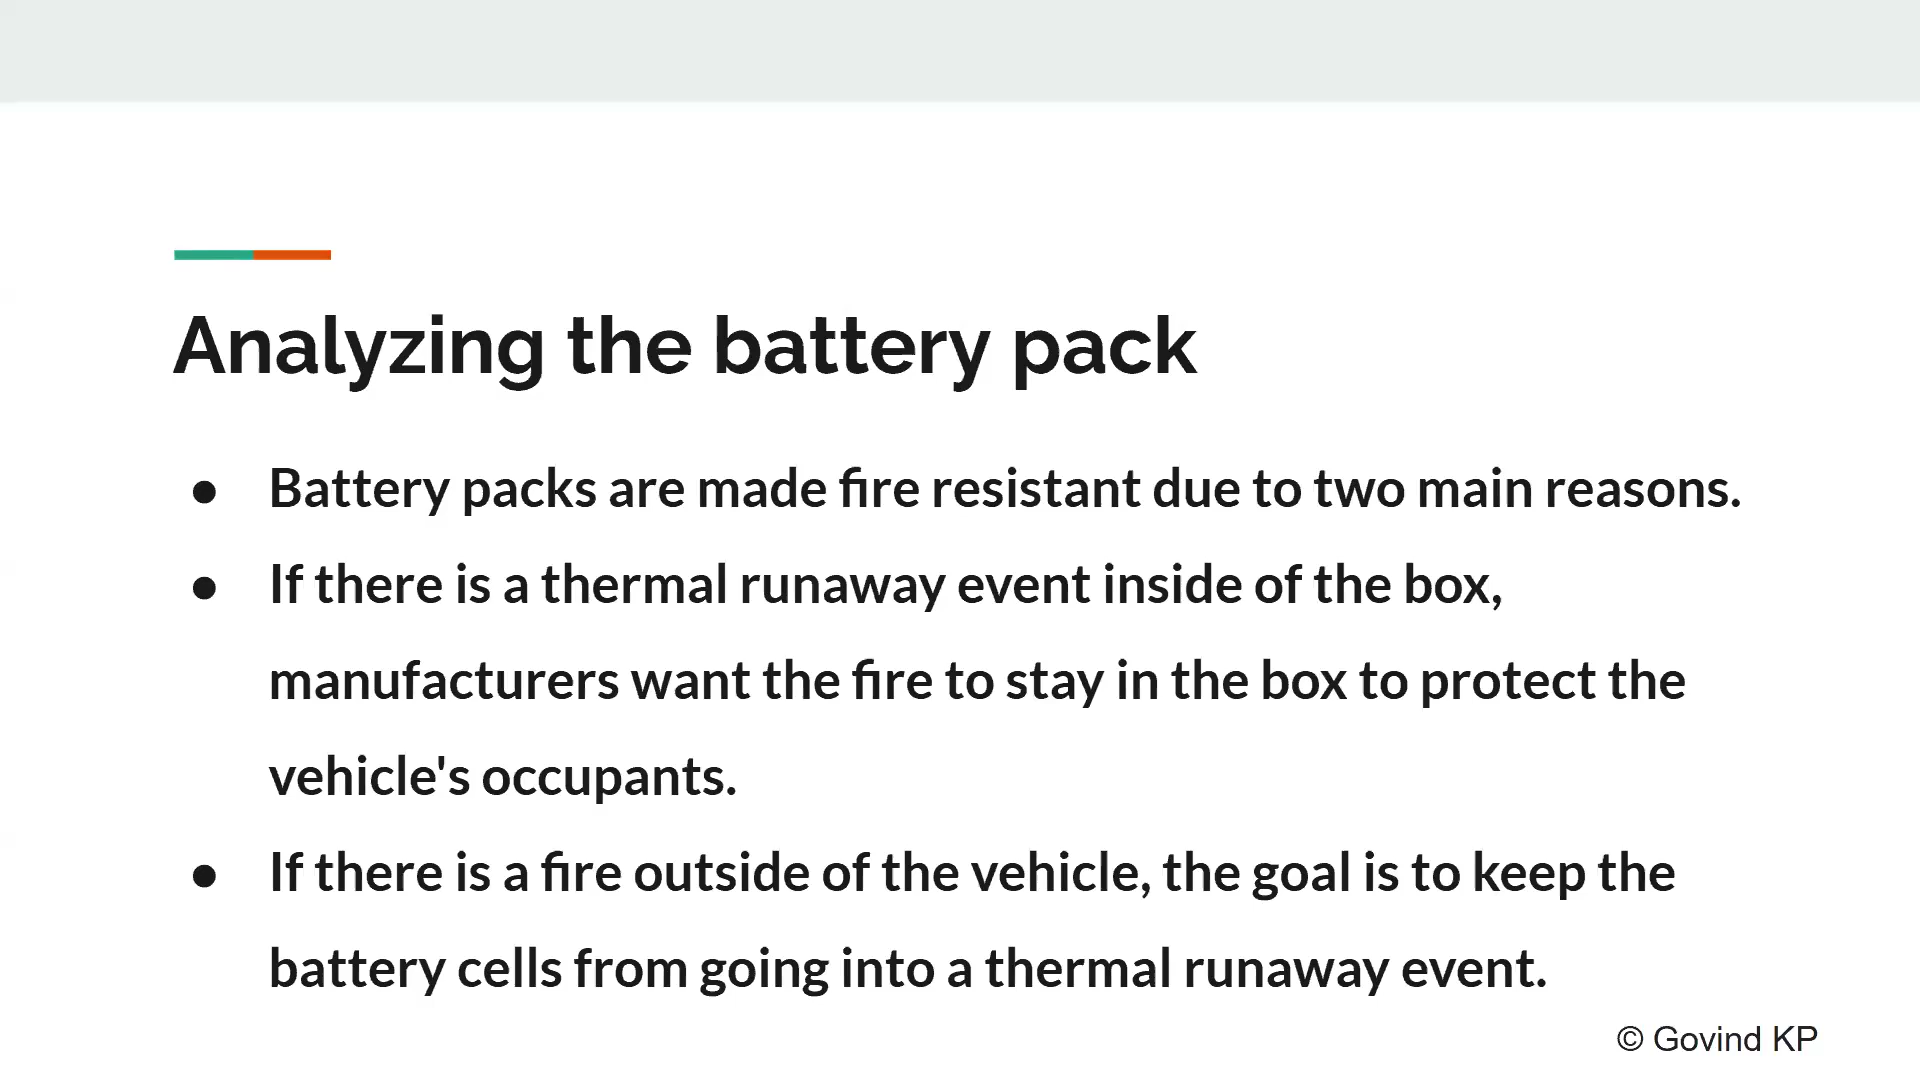 Analyzing the battery pack
● Battery packs are made fire resistant due to two main reasons.
● If there is a thermal runaway event inside of the box,
manufacturers want the fire to stay in the box to protect the
vehicle's occupants.
● If there is a fire outside of the vehicle, the goal is to keep the
battery cells from going into a thermal runaway event.
© Govind KP